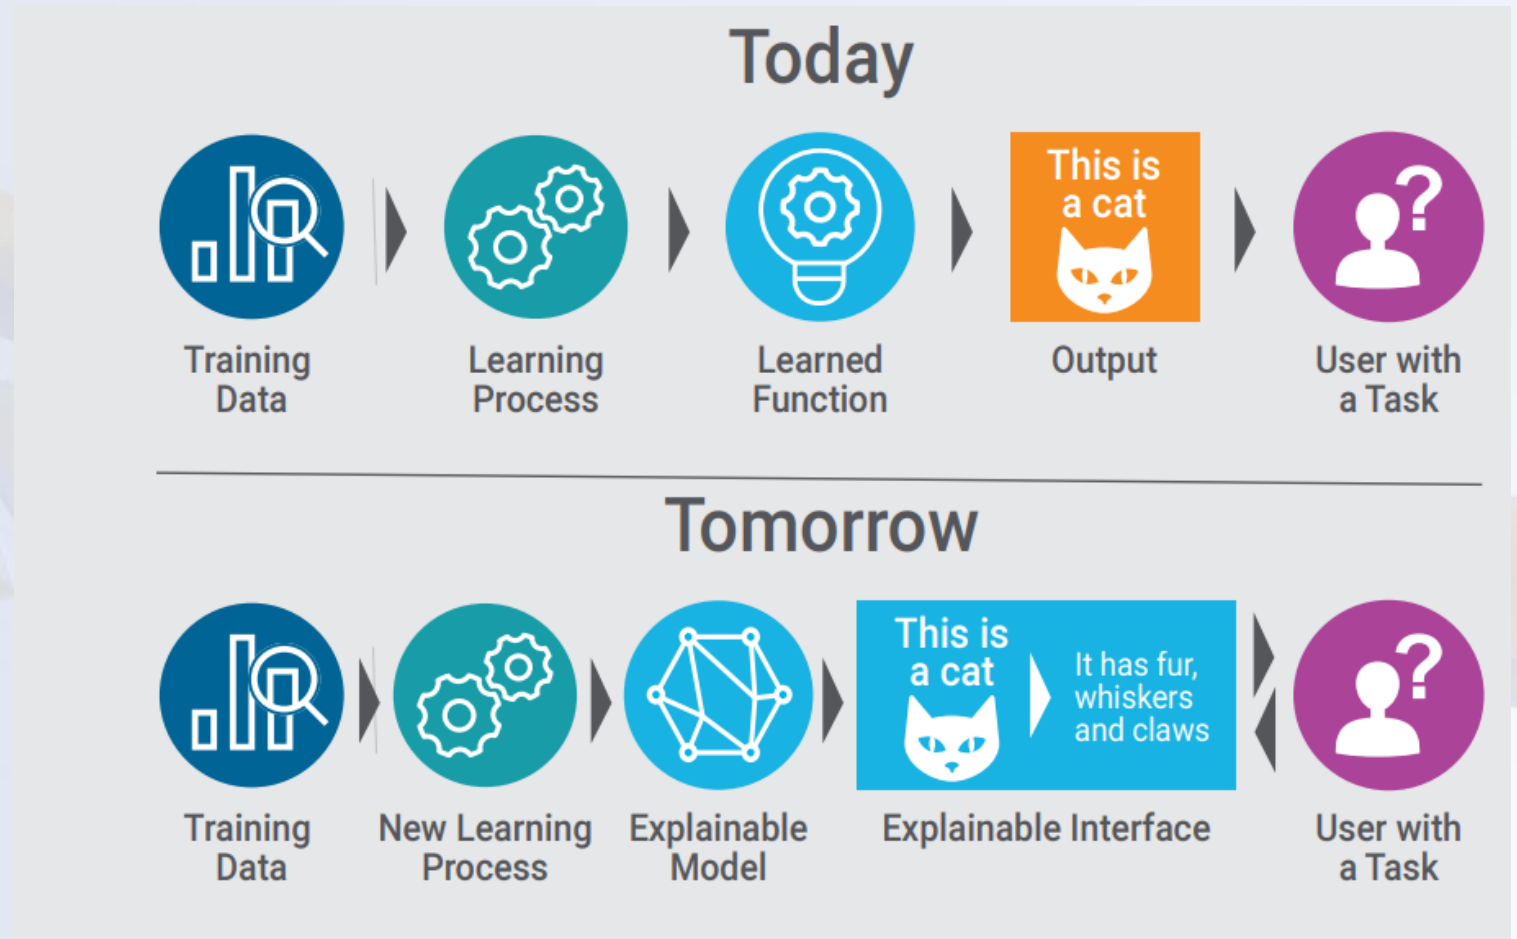 Today
This is
a cat
Training
Data
Learning
Process
Learned
Function
Output
?
User with
a Task
Tomorrow
This is
a cat
It has fur,
whiskers
and claws
?
Training
Data
New Learning
Process
Explainable
Model
Explainable Interface
User with
a Task